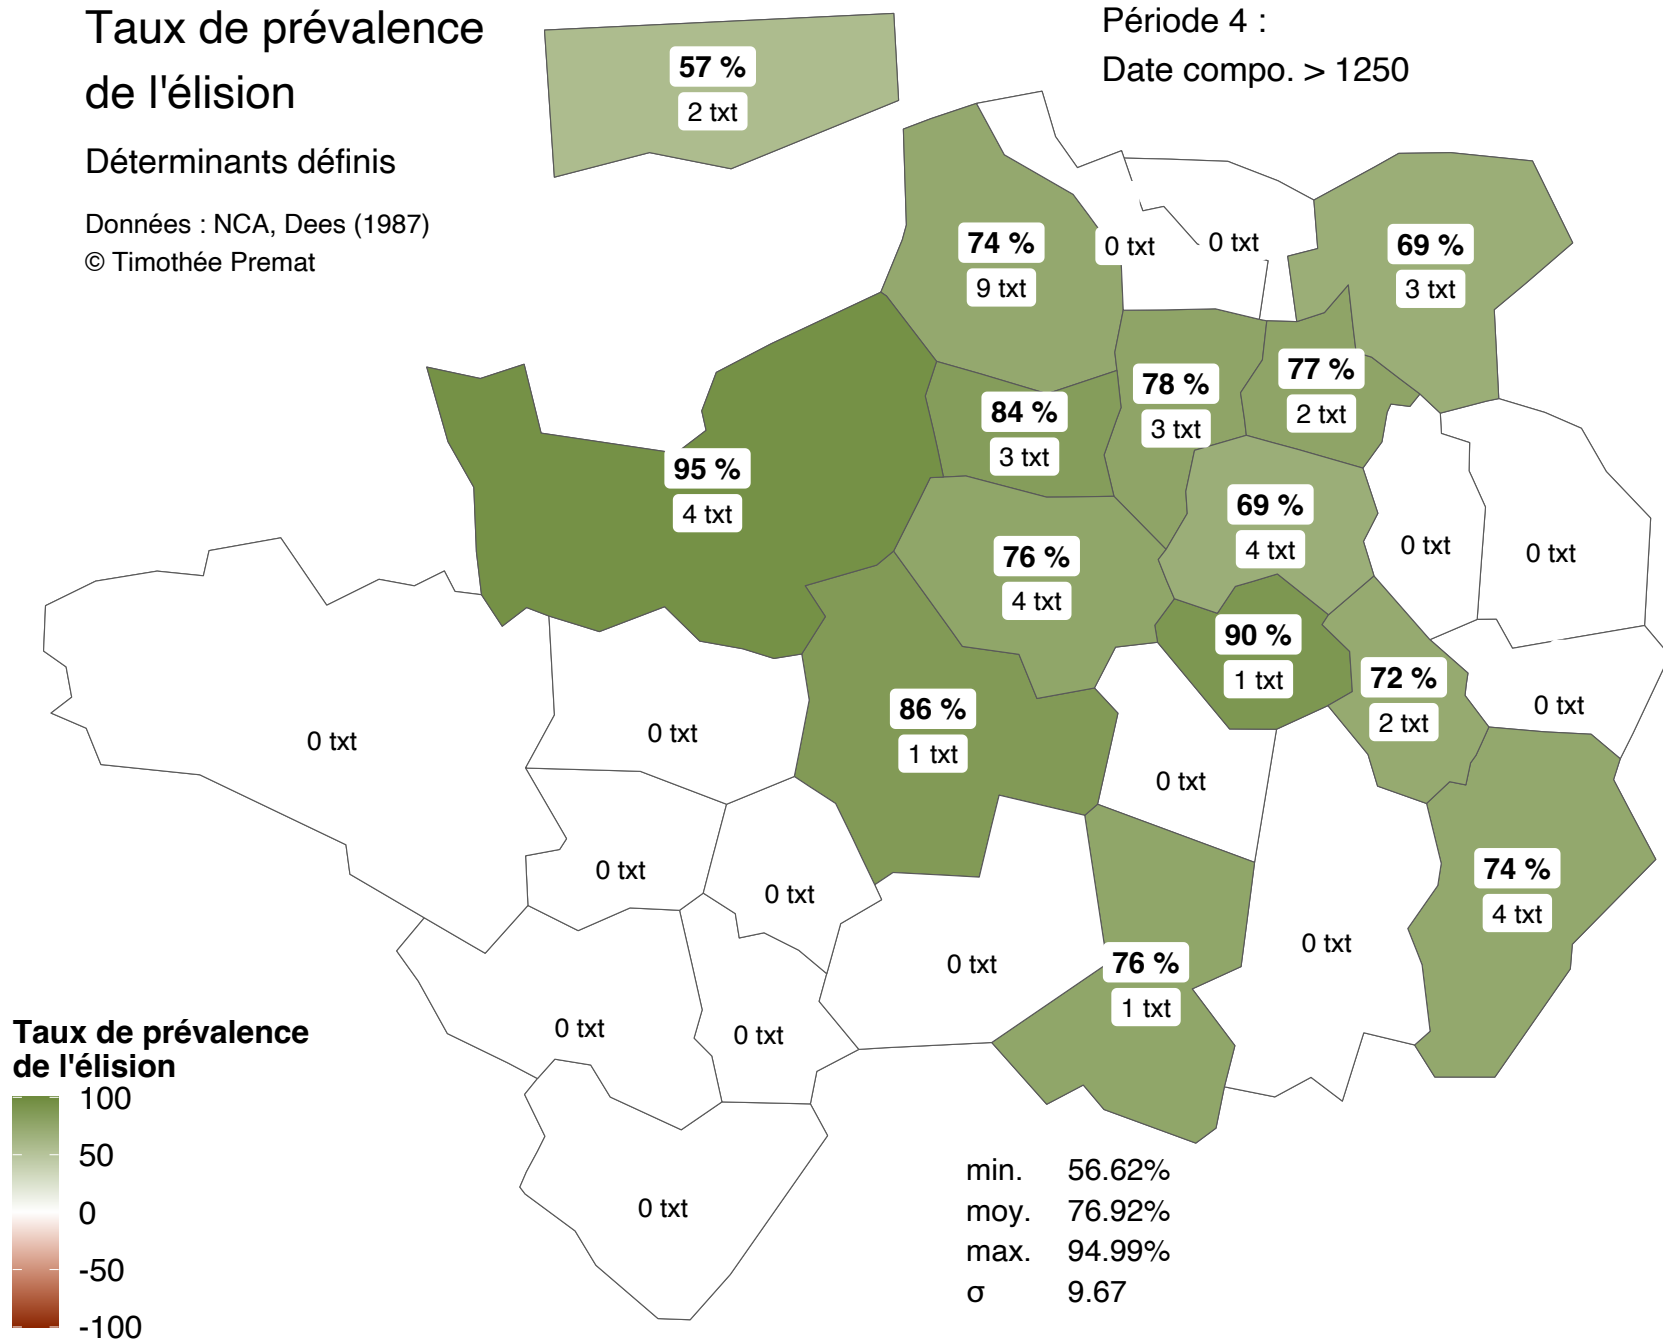 Taux de prévalence
de l'élision
Déterminants définis
Données : NCA, Dees (1987)
© Timothée Premat
Période 4 :
Date compo. > 1250
57 %
2 txt
74 %
9 txt
0 txt
0 txt
69 %
3 txt
77 %
2 txt
78 %
3 txt
84 %
3 txt
95 %
4 txt
69 %
4 txt
76 %
4 txt
0 txt
0 txt
90 %
1 txt
72 %
2 txt
0 txt
86 %
1 txt
0 txt
0 txt
0 txt
0 txt
0 txt
74 %
4 txt
0 txt
0 txt
76 %
1 txt
0 txt
0 txt
0 txt
Taux de prévalence
de l'élision
100
50
0
-50
-100
min. 56.62%
moy. 76.92%
max. 94.99%
σ 9.67